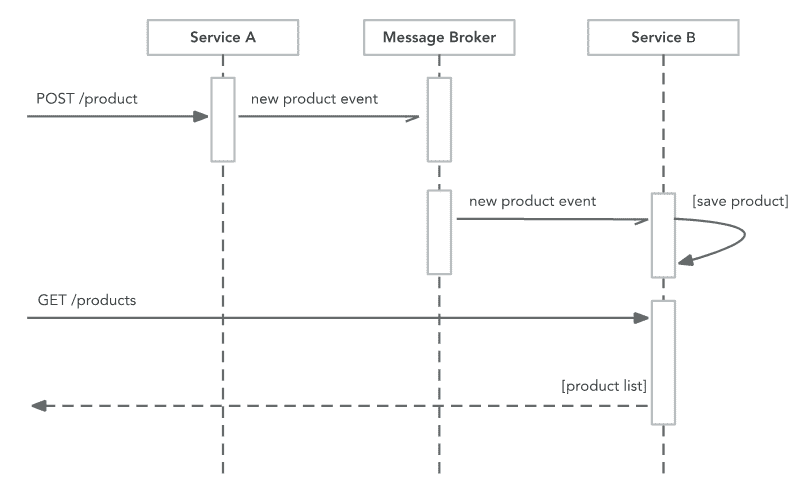 Service A
Message Broker
Service B
POST /product
new product event
new product event
[save product]
GET /products
[product list]